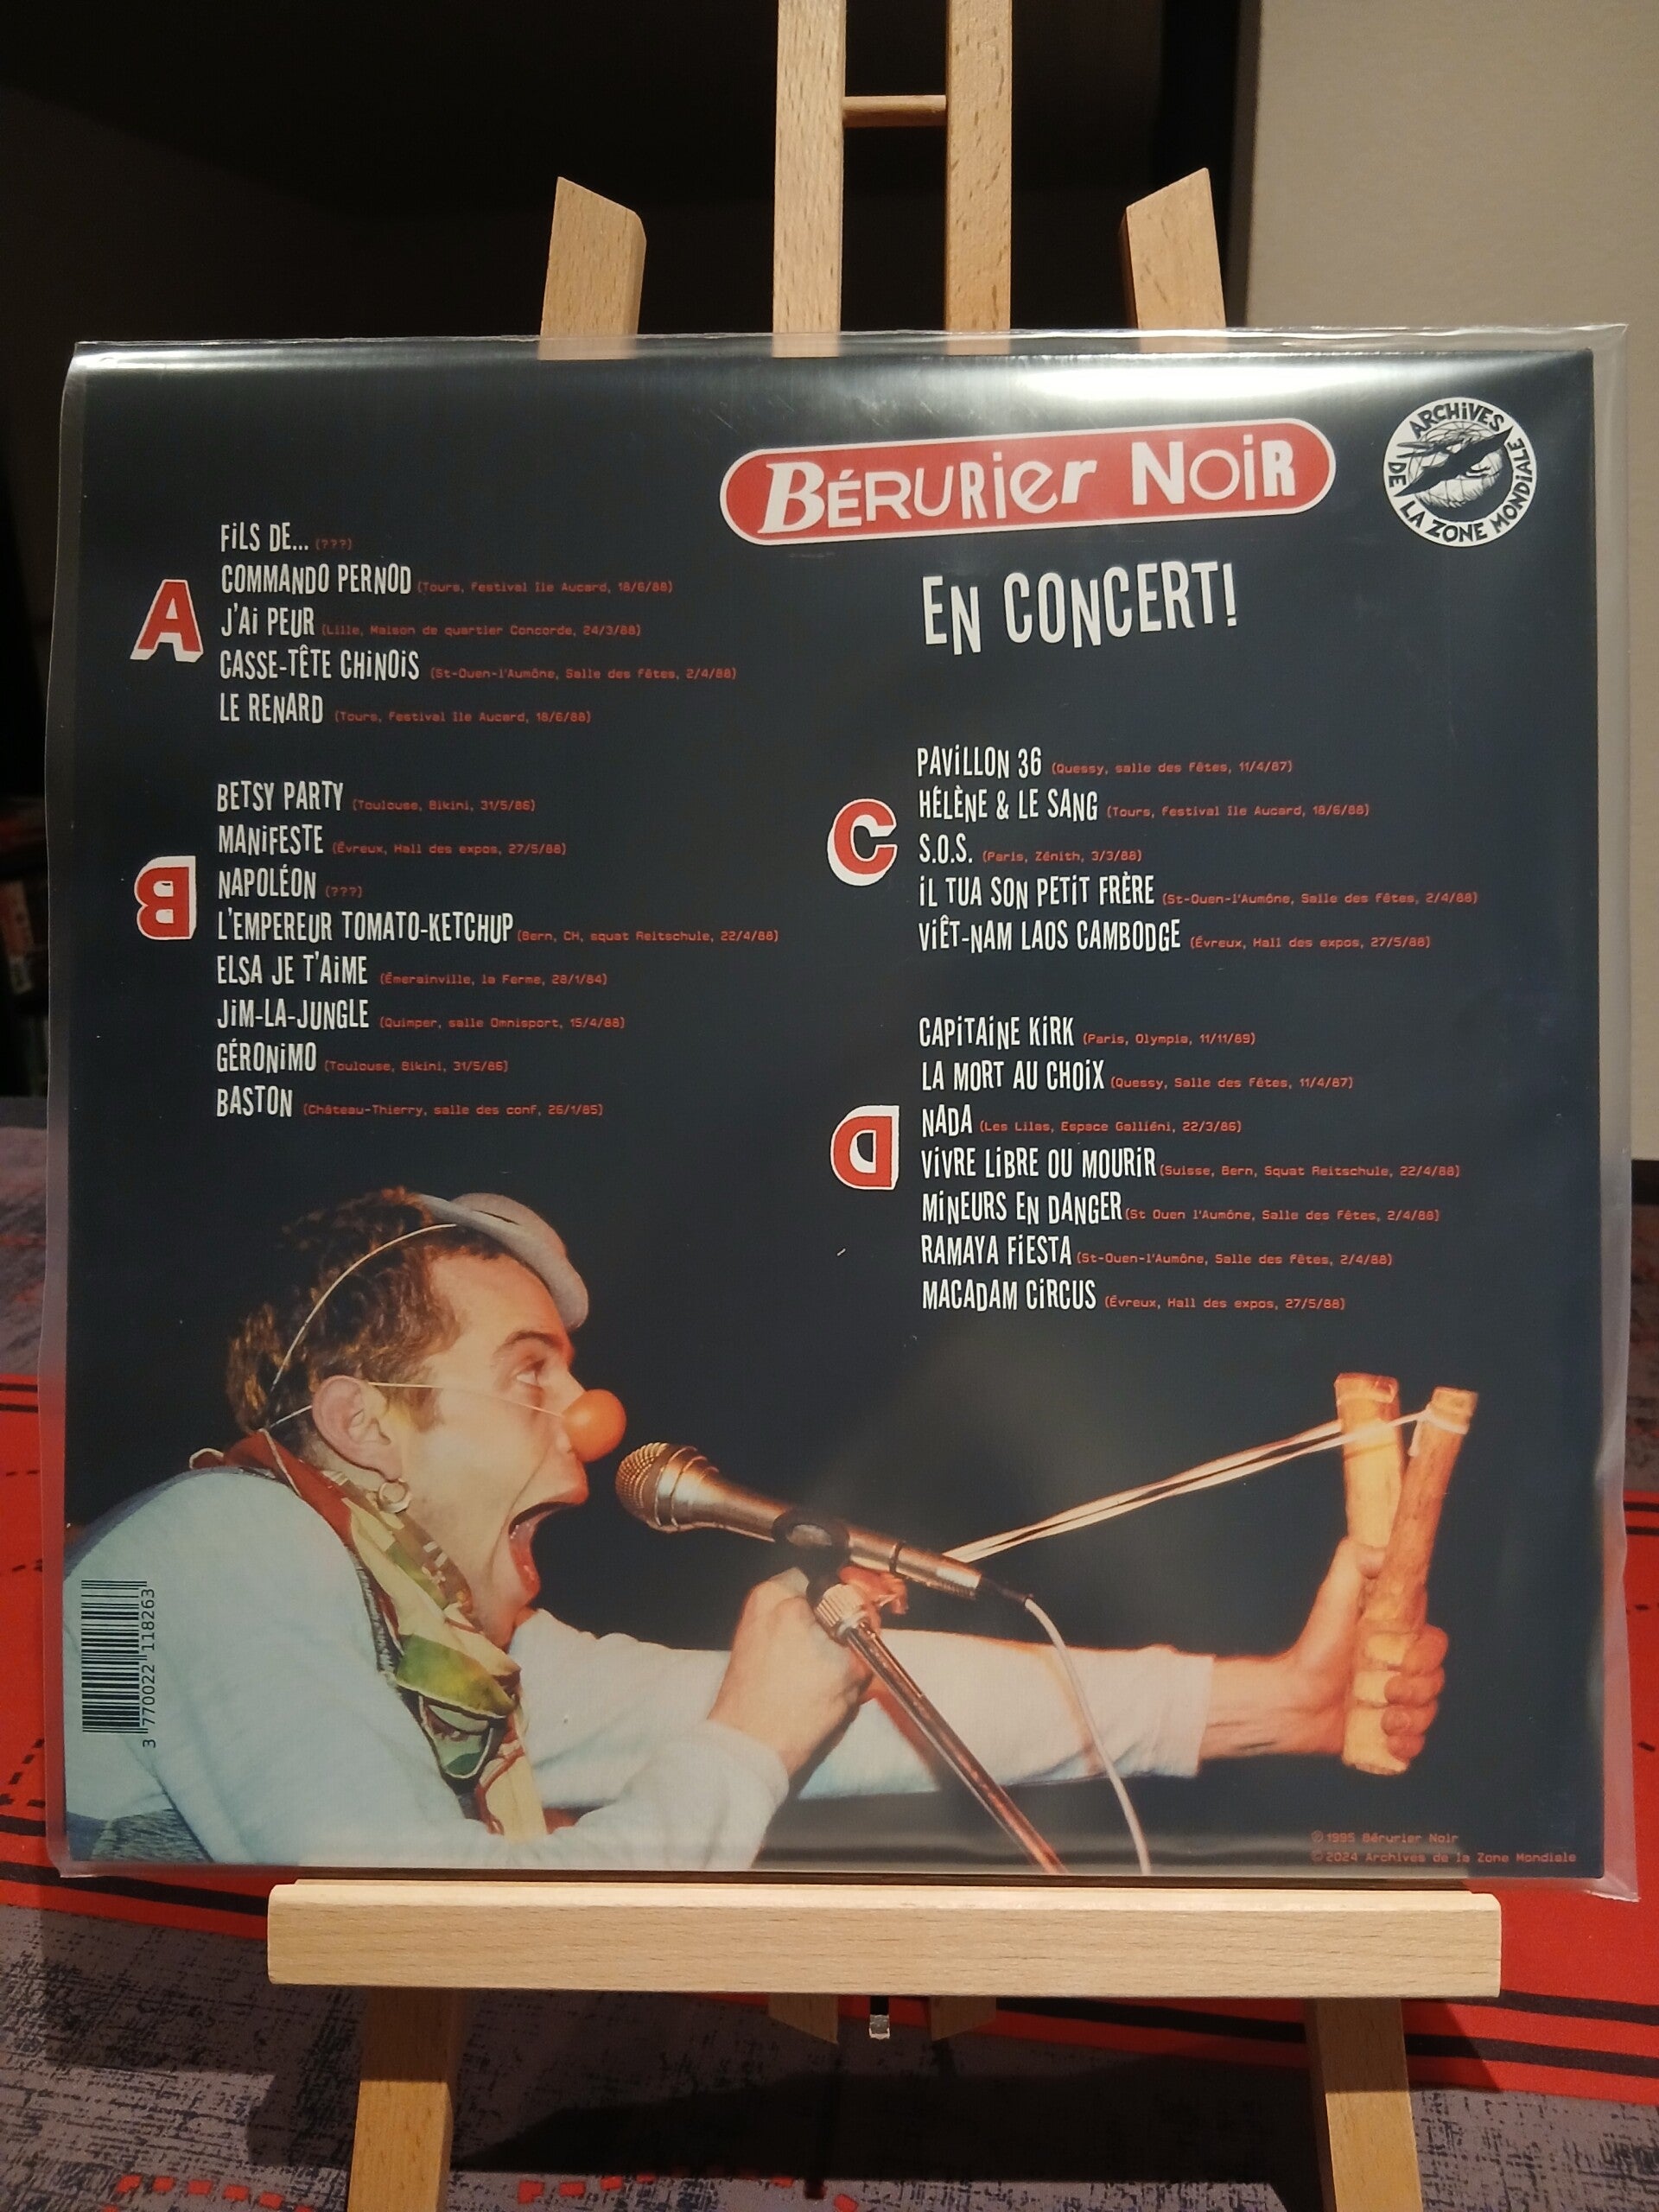 BÉRURIER NOIR
ARCHIVES DE LA ZONE MONDIALE
EN CONCERT!
A
FILS DE... (???)
COMMANDO PERNOD (Tours, festival Ile Aucard, 18/6/88)
J'AI PEUR (Lille, Maison de quartier Concorde, 24/3/88)
CASSE-TÊTE CHINOIS (St-Ouen-l'Aumône, Salle des fêtes, 2/4/88)
LE RENARD (Tours, festival Ile Aucard, 18/6/88)
B
BETSY PARTY (Toulouse, Bikini, 31/5/86)
MANIFESTE (Évreux, Hall des expos, 27/5/88)
NAPOLÉON (???)
L'EMPEREUR TOMATO-KETCHUP (Bern, CH, squat Reitschule, 22/4/88)
ELSA JE T'AIME (Émerainville, la Ferme, 28/1/84)
JIM-LA-JUNGLE (Quimper, salle Omnisport, 15/4/88)
GÉRONIMO (Toulouse, Bikini, 31/5/86)
BASTON (Château-Thierry, salle des conf, 26/1/85)
C
PAVILLON 36 (Quessy, salle des fêtes, 11/4/87)
HÉLÈNE & LE SANG (Tours, festival Ile Aucard, 18/6/88)
S.O.S. (Paris, Zénith, 3/3/88)
IL TUA SON PETIT FRÈRE (St-Ouen-l'Aumône, Salle des fêtes, 2/4/88)
VIÊT-NAM LAOS CAMBODGE (Évreux, Hall des expos, 27/5/88)
D
CAPITAINE KIRK (Paris, Olympia, 11/11/89)
LA MORT AU CHOIX (Quessy, Salle des fêtes, 11/4/87)
NADA (Les Lilas, Espace Galliéni, 22/3/86)
VIVRE LIBRE OU MOURIR (Suisse, Bern, Squat Reitschule, 22/4/88)
MINEURS EN DANGER (St Ouen l'Aumône, Salle des fêtes, 2/4/88)
RAMAYA FIESTA (St-Ouen-l'Aumône, Salle des fêtes, 2/4/88)
MACADAM CIRCUS (Évreux, Hall des expos, 27/5/88)
3 770022 118263
℗ 1995 Bérurier Noir
© 2024 Archives de la Zone Mondiale